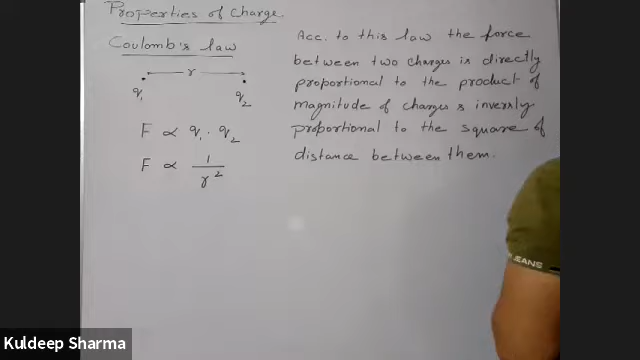 Properties of Charge
Coulomb's law
r
q1 q2
F ∝ q1 . q2
F ∝ 1/r²
Acc. to this law the force
between two charges is directly
proportional to the product of
magnitude of charges & inversly
proportional to the square of
distance between them.
JEANS
Kuldeep Sharma